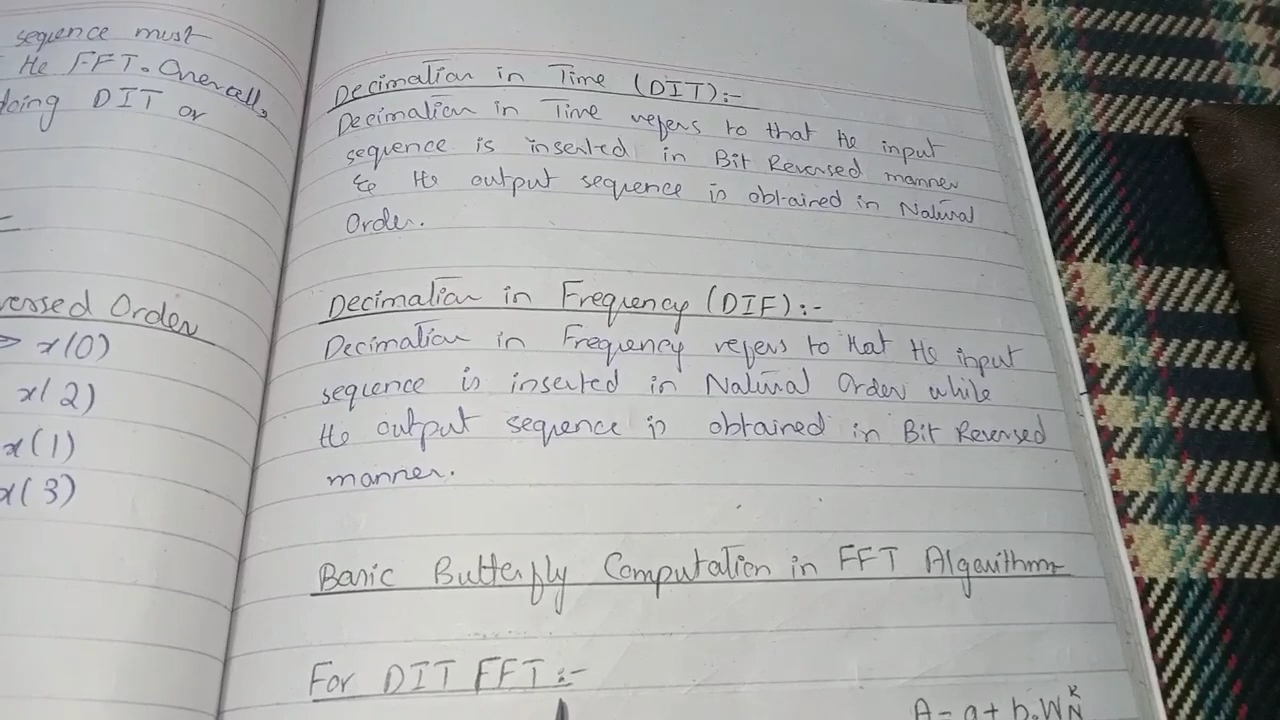 sequence must
the FFT. Overall,
doing DIT or
versed Order
x(0)
x(2)
x(1)
x(3)
Decimation in Time (DIT):-
Decimation in Time refers to that the input
sequence is inserted in Bit Reversed manner
& the output sequence is obtained in Natural
Order.
Decimation in Frequency (DIF):-
Decimation in Frequency refers to that the input
sequence is inserted in Natural Order while
the output sequence is obtained in Bit Reversed
manner.
Basic Butterfly Computation in FFT Algorithm
For DIT FFT:-
A = a + b.W_N^K